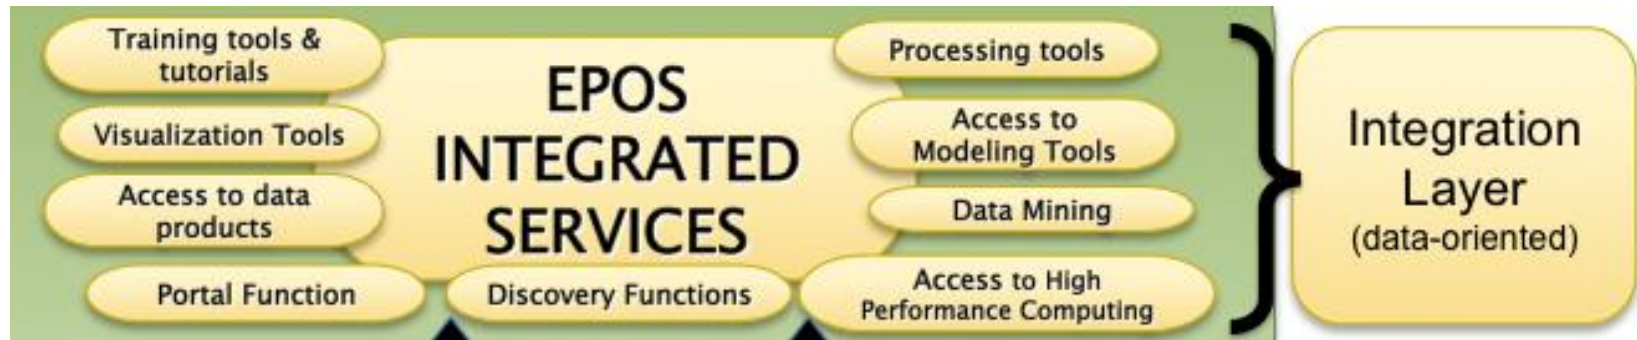 Training tools &
tutorials
Visualization Tools
Access to data
products
Portal Function
EPOS
INTEGRATED
SERVICES
Discovery Functions
Processing tools
Access to
Modeling Tools
Data Mining
Access to High
Performance Computing
Integration
Layer
(data-oriented)